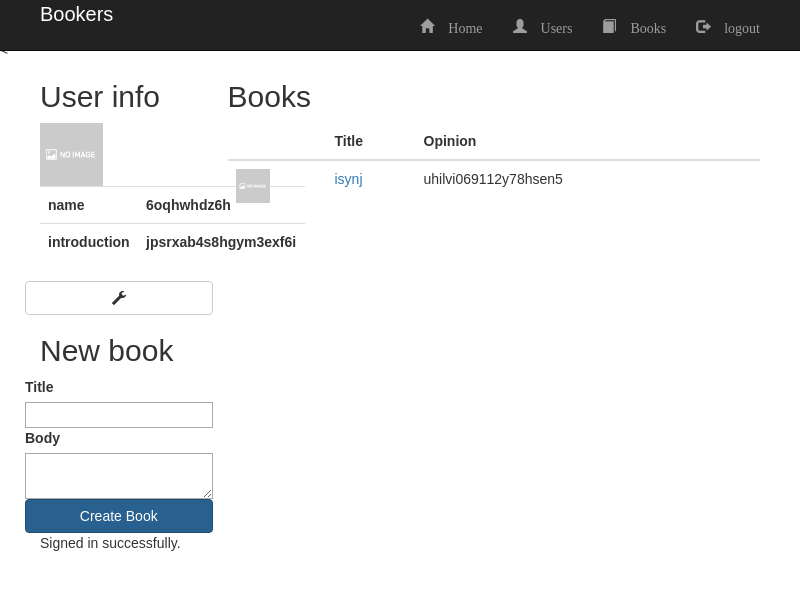 Bookers
Home Users Books logout
<
User info
NO IMAGE
name 6oqhwhdz6h
introduction jpsrxab4s8hgym3exf6i
New book
Title
Body
Create Book
Signed in successfully.
Books
Title Opinion
NO IMAGE isynj uhilvi069112y78hsen5